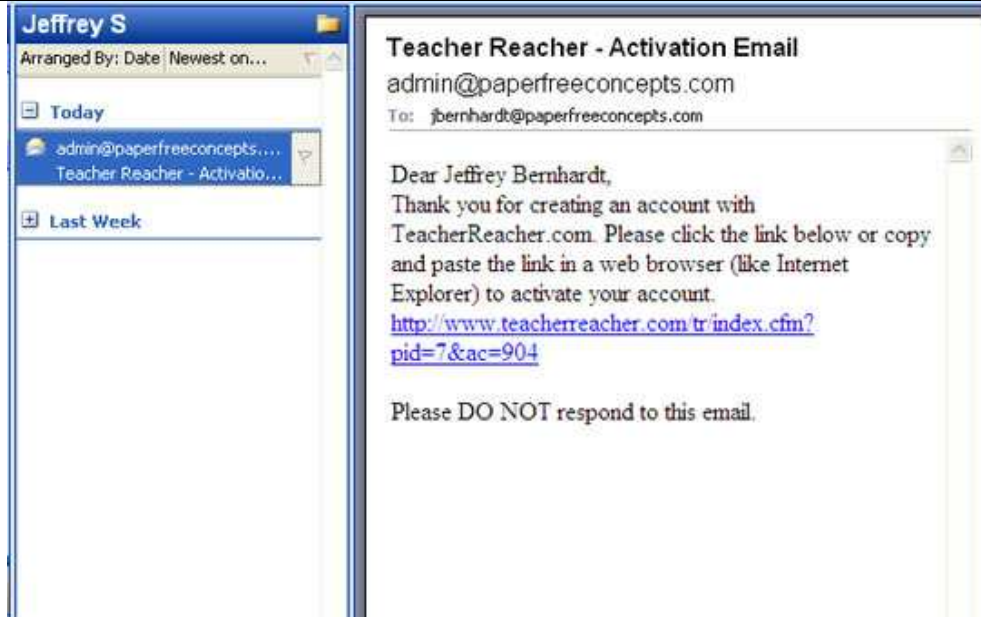 Jeffrey S
Arranged By: Date Newest on...
Today
admin@paperfreeconcepts....
Teacher Reacher - Activatio...
Last Week
Teacher Reacher - Activation Email
admin@paperfreeconcepts.com
To: jbernhardt@paperfreeconcepts.com
Dear Jeffrey Bernhardt,
Thank you for creating an account with
TeacherReacher.com. Please click the link below or copy
and paste the link in a web browser (like Internet
Explorer) to activate your account.
http://www.teacherreacher.com/tr/index.cfm?
pid=7&ac=904
Please DO NOT respond to this email.